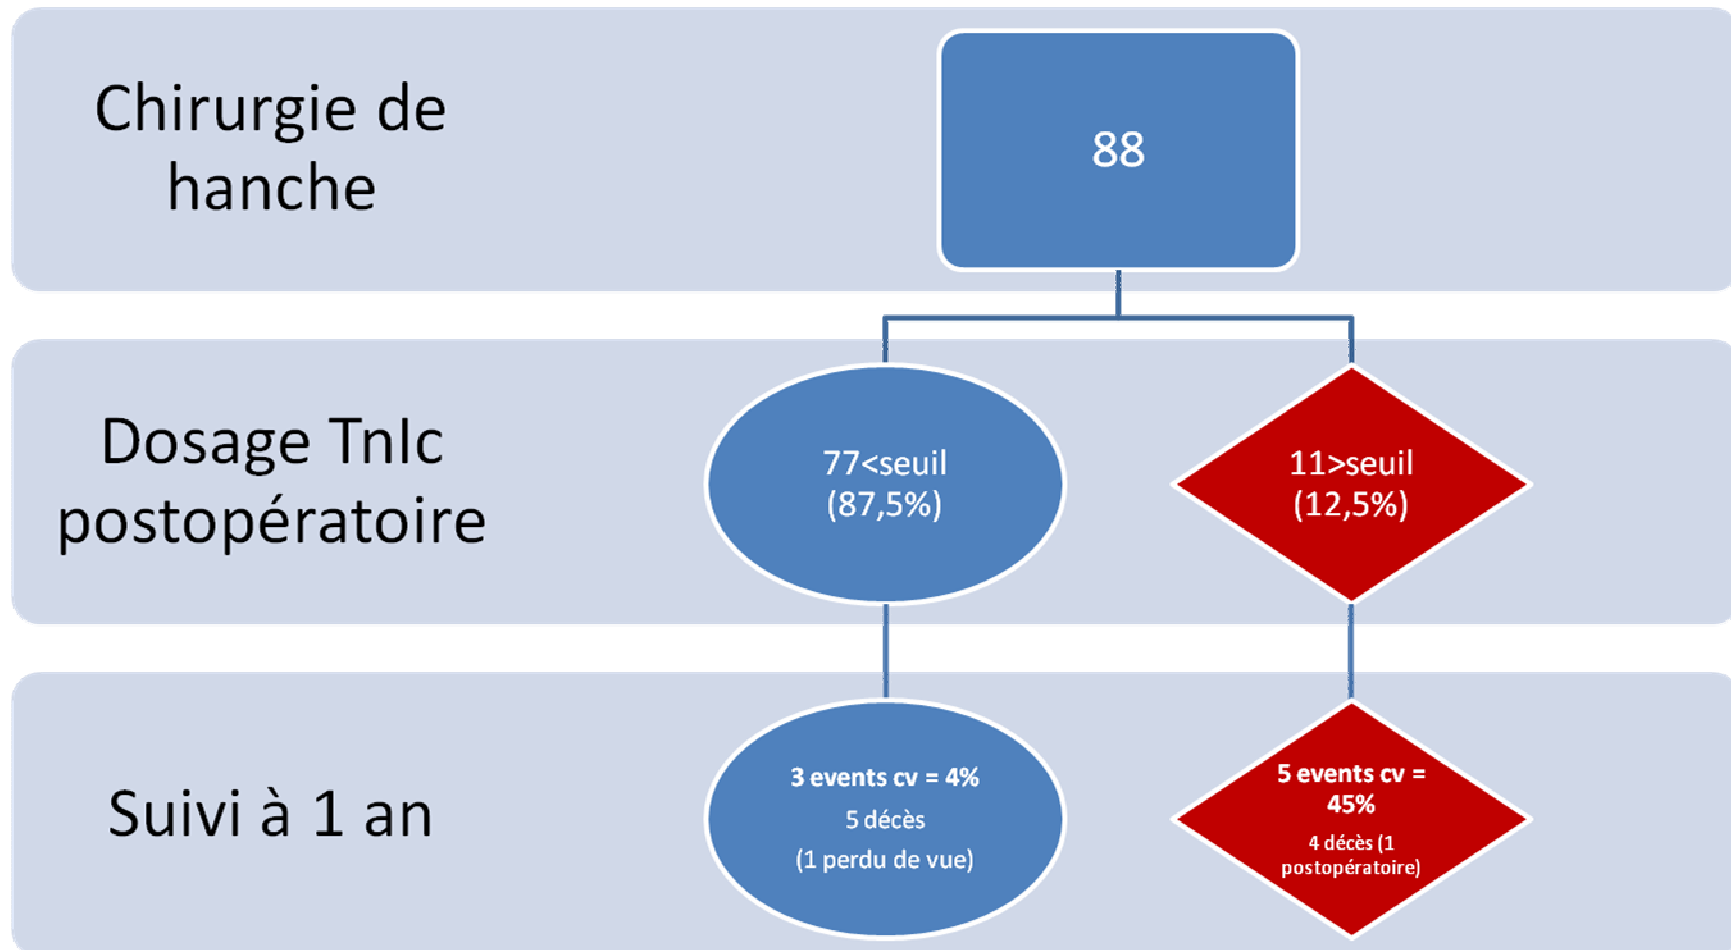 Chirurgie de
hanche
88
Dosage TnIc
postopératoire
77<seuil
(87,5%)
11>seuil
(12,5%)
Suivi à 1 an
3 events cv = 4%
5 décès
(1 perdu de vue)
5 events cv =
45%
4 décès (1
postopératoire)